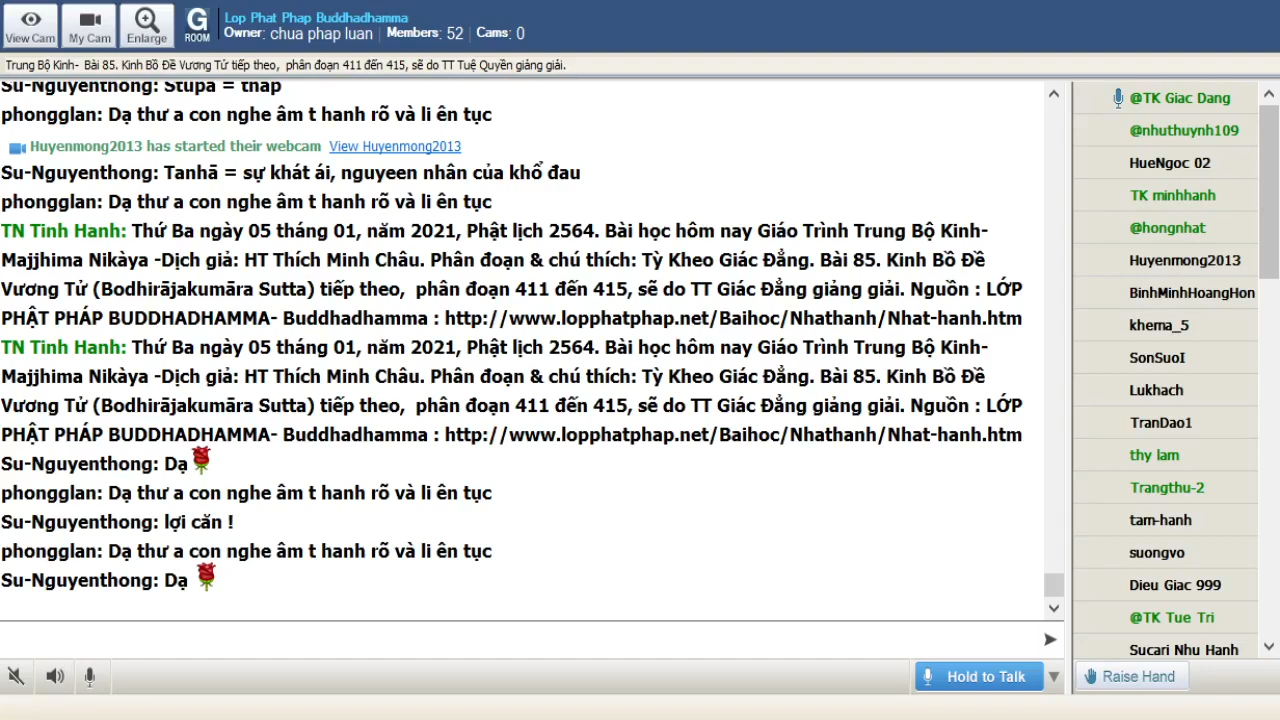 View Cam
My Cam
Enlarge
G ROOM
Lop Phat Phap Buddhadhamma
Owner: chua phap luan | Members: 52 | Cams: 0
Trung Bộ Kinh- Bài 85. Kinh Bồ Đề Vương Tử tiếp theo, phân đoạn 411 đến 415, sẽ do TT Tuệ Quyền giảng giải.
Su-Nguyenthong: Stupa = tháp
phongglan: Dạ thư a con nghe âm t hanh rõ và li ên tục
Huyenmong2013 has started their webcam View Huyenmong2013
Su-Nguyenthong: Tanhā = sự khát ái, nguyeen nhân của khổ đau
phongglan: Dạ thư a con nghe âm t hanh rõ và li ên tục
TN Tinh Hanh: Thứ Ba ngày 05 tháng 01, năm 2021, Phật lịch 2564. Bài học hôm nay Giáo Trình Trung Bộ Kinh-
Majjhima Nikàya -Dịch giả: HT Thích Minh Châu. Phân đoạn & chú thích: Tỳ Kheo Giác Đẳng. Bài 85. Kinh Bồ Đề
Vương Tử (Bodhirājakumāra Sutta) tiếp theo, phân đoạn 411 đến 415, sẽ do TT Giác Đẳng giảng giải. Nguồn : LỚP
PHẬT PHÁP BUDDHADHAMMA- Buddhadhamma : http://www.lopphatphap.net/Baihoc/Nhathanh/Nhat-hanh.htm
TN Tinh Hanh: Thứ Ba ngày 05 tháng 01, năm 2021, Phật lịch 2564. Bài học hôm nay Giáo Trình Trung Bộ Kinh-
Majjhima Nikàya -Dịch giả: HT Thích Minh Châu. Phân đoạn & chú thích: Tỳ Kheo Giác Đẳng. Bài 85. Kinh Bồ Đề
Vương Tử (Bodhirājakumāra Sutta) tiếp theo, phân đoạn 411 đến 415, sẽ do TT Giác Đẳng giảng giải. Nguồn : LỚP
PHẬT PHÁP BUDDHADHAMMA- Buddhadhamma : http://www.lopphatphap.net/Baihoc/Nhathanh/Nhat-hanh.htm
Su-Nguyenthong: Dạ
phongglan: Dạ thư a con nghe âm t hanh rõ và li ên tục
Su-Nguyenthong: lợi căn !
phongglan: Dạ thư a con nghe âm t hanh rõ và li ên tục
Su-Nguyenthong: Dạ
Hold to Talk
@TK Giac Dang
@nhuthuynh109
HueNgoc 02
TK minhhanh
@hongnhat
Huyenmong2013
BinhMinhHoangHon
khema_5
SonSuoI
Lukhach
TranDao1
thy lam
Trangthu-2
tam-hanh
suongvo
Dieu Giac 999
@TK Tue Tri
Sucari Nhu Hanh
Raise Hand